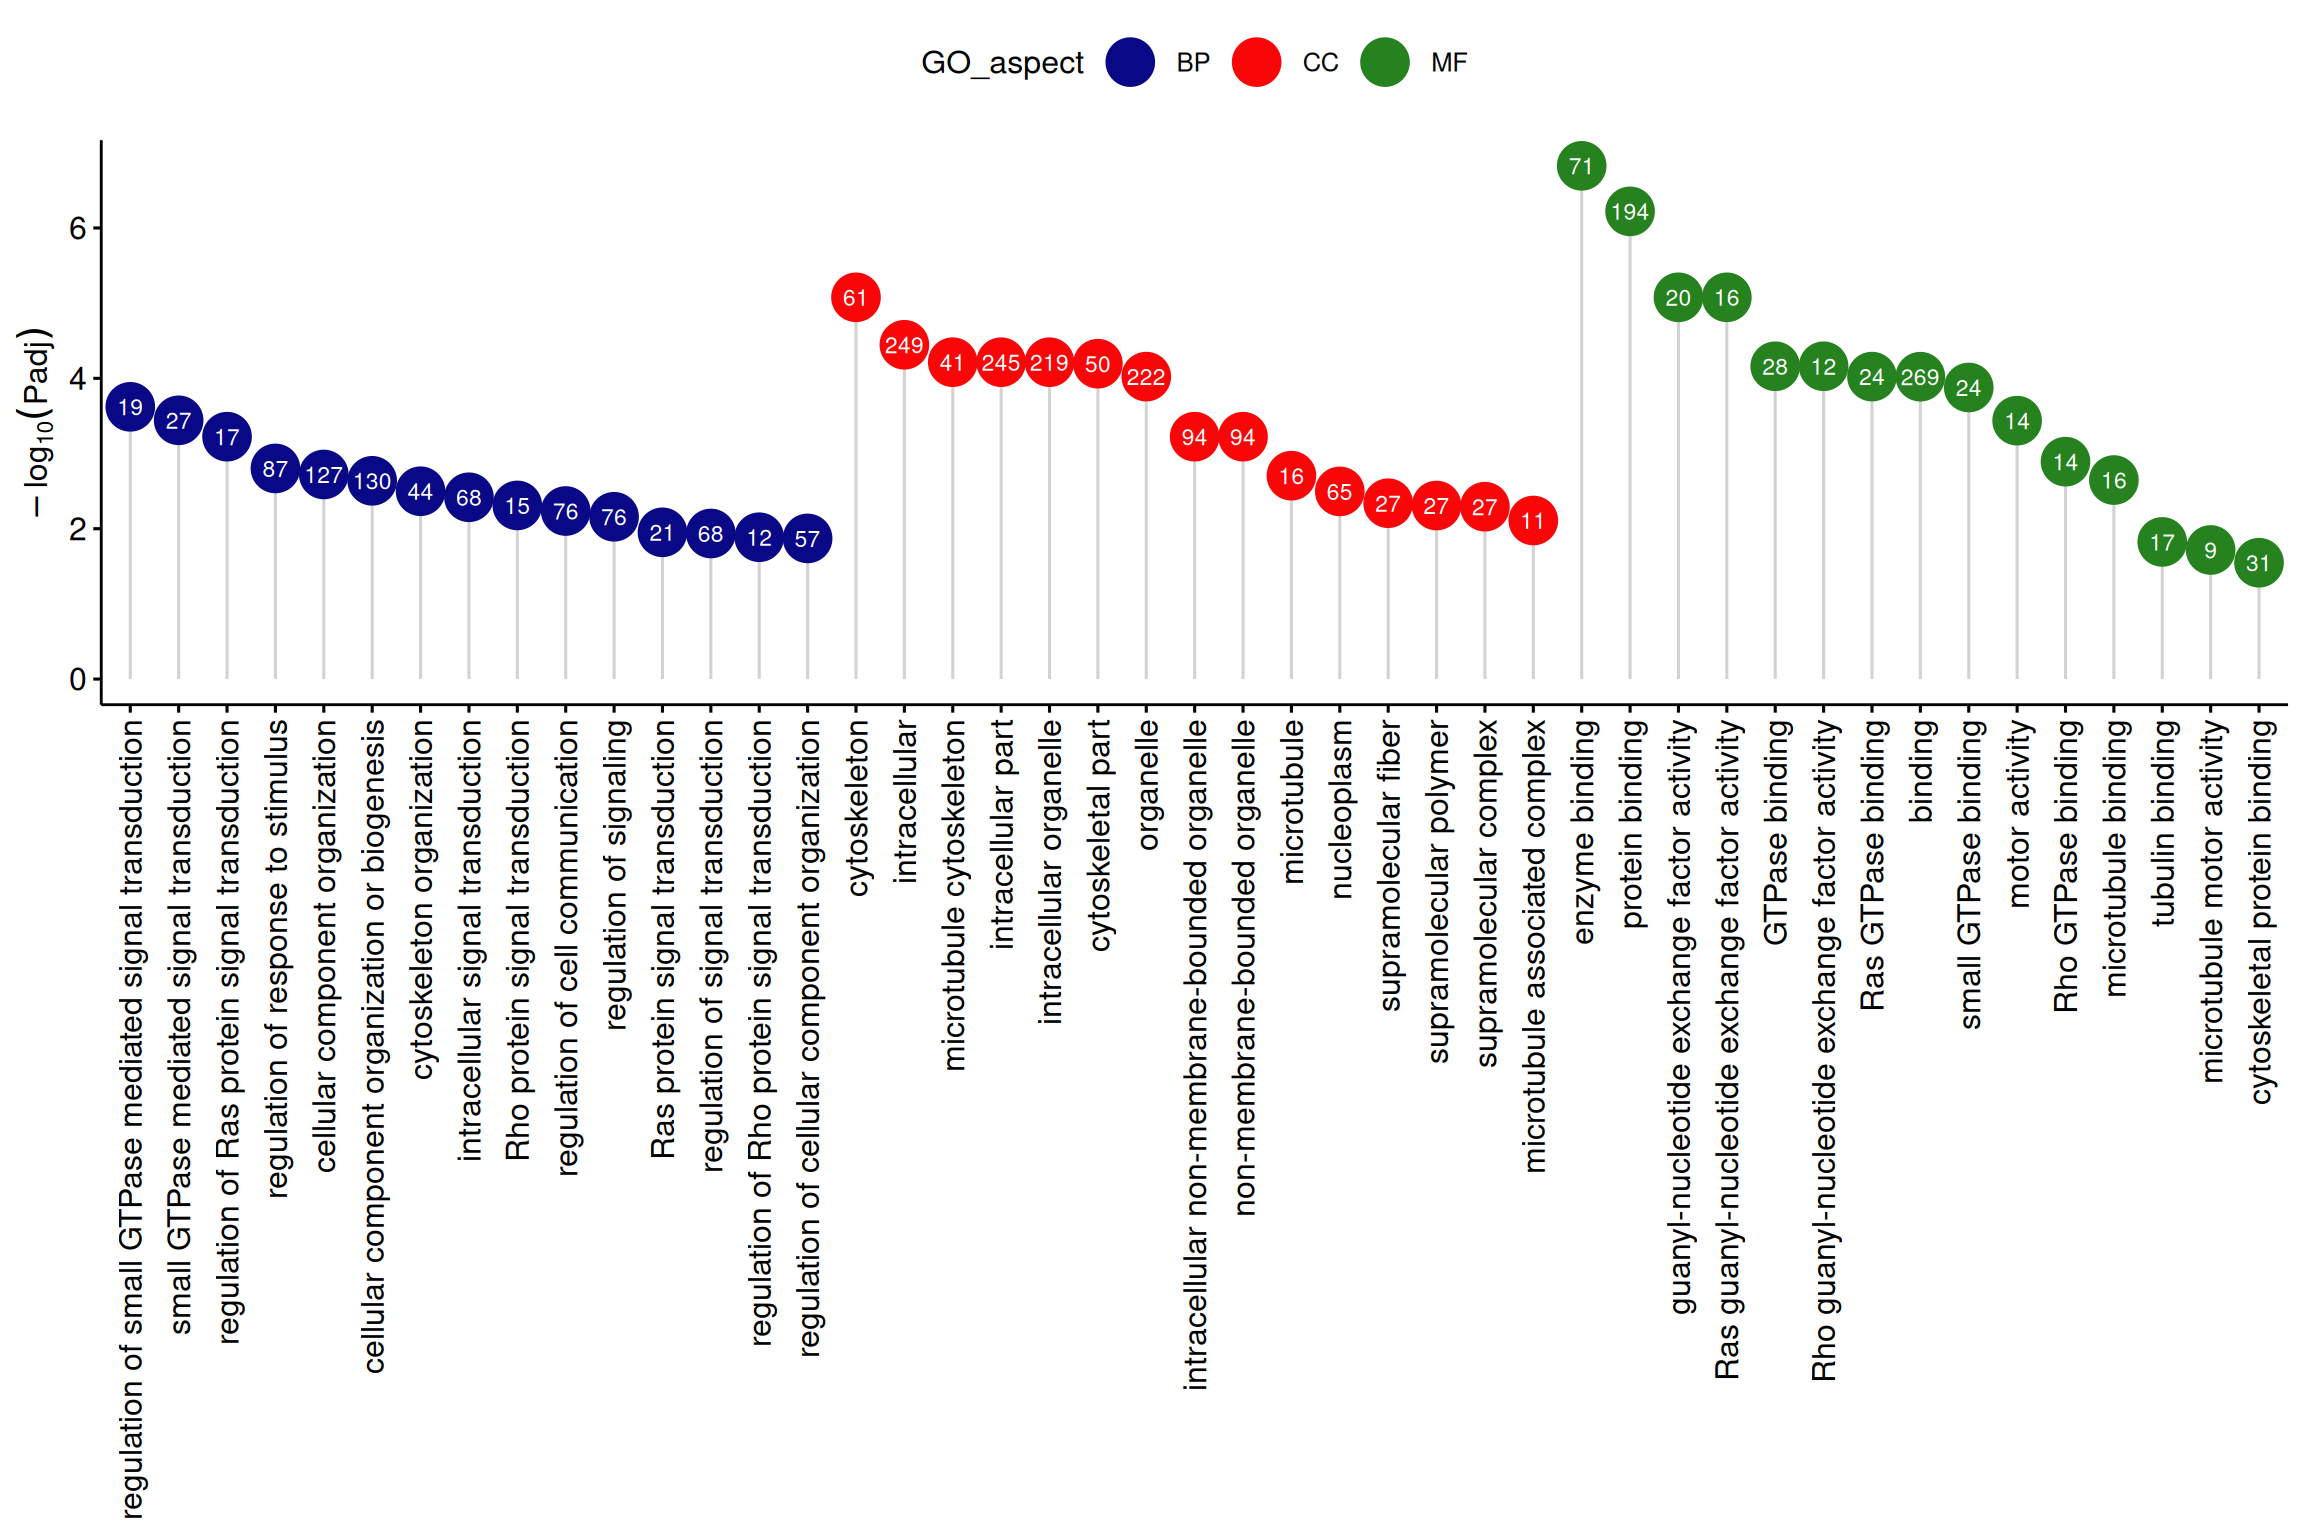 GO_aspect BP CC MF
− log10(Padj)
6
4
2
0
19
27
17
87
127
130
44
68
15
76
76
21
68
12
57
61
249
41
245
219
50
222
94
94
16
65
27
27
27
11
71
194
20
16
28
12
24
269
24
14
14
16
17
9
31
regulation of small GTPase mediated signal transduction
small GTPase mediated signal transduction
regulation of Ras protein signal transduction
regulation of response to stimulus
cellular component organization
cellular component organization or biogenesis
cytoskeleton organization
intracellular signal transduction
Rho protein signal transduction
regulation of cell communication
regulation of signaling
Ras protein signal transduction
regulation of signal transduction
regulation of Rho protein signal transduction
regulation of cellular component organization
cytoskeleton
intracellular
microtubule cytoskeleton
intracellular part
intracellular organelle
cytoskeletal part
organelle
intracellular non-membrane-bounded organelle
non-membrane-bounded organelle
microtubule
nucleoplasm
supramolecular fiber
supramolecular polymer
supramolecular complex
microtubule associated complex
enzyme binding
protein binding
guanyl-nucleotide exchange factor activity
Ras guanyl-nucleotide exchange factor activity
GTPase binding
Rho guanyl-nucleotide exchange factor activity
Ras GTPase binding
binding
small GTPase binding
motor activity
Rho GTPase binding
microtubule binding
tubulin binding
microtubule motor activity
cytoskeletal protein binding